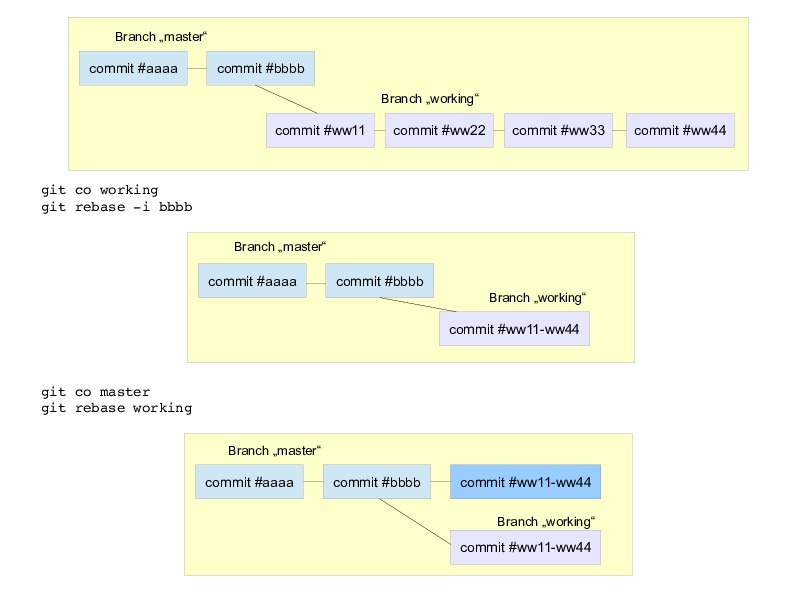 Branch „master“
commit #aaaa
commit #bbbb
Branch „working“
commit #ww11
commit #ww22
commit #ww33
commit #ww44
git co working
git rebase -i bbbb
Branch „master“
commit #aaaa
commit #bbbb
Branch „working“
commit #ww11-ww44
git co master
git rebase working
Branch „master“
commit #aaaa
commit #bbbb
commit #ww11-ww44
Branch „working“
commit #ww11-ww44